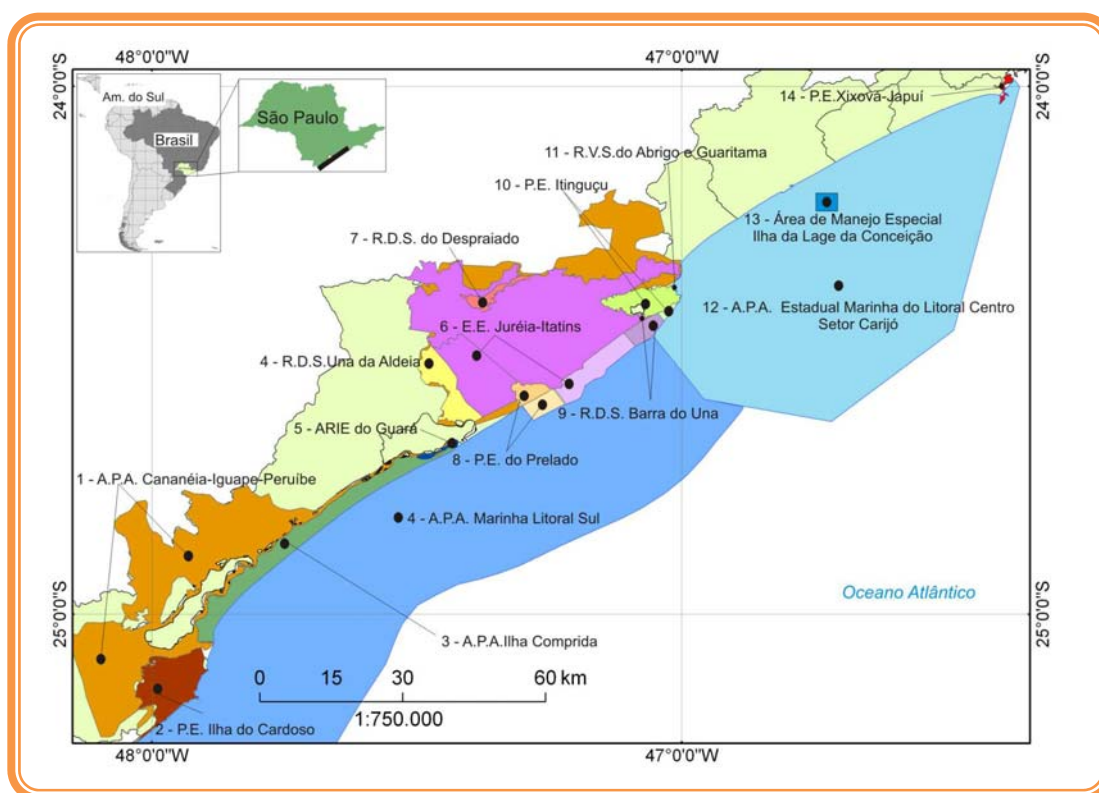 48°0'0"W
47°0'0"W
24°0'0"S
24°0'0"S
Am. do Sul
Brasil
São Paulo
14 - P.E.Xixova-Japuí
11 - R.V.S.do Abrigo e Guaritama
10 - P.E. Itinguçu
13 - Área de Manejo Especial
Ilha da Lage da Conceição
7 - R.D.S. do Despraiado
12 - A.P.A. Estadual Marinha do Litoral Centro
Setor Carijó
6 - E.E. Juréia-Itatins
4 - R.D.S.Una da Aldeia
9 - R.D.S. Barra do Una
5 - ARIE do Guará
8 - P.E. do Prelado
1 - A.P.A. Cananéia-Iguape-Peruíbe
4 - A.P.A. Marinha Litoral Sul
Oceano Atlântico
25°0'0"S
25°0'0"S
3 - A.P.A.Ilha Comprida
0 15 30 60 km
1:750.000
2 - P.E. Ilha do Cardoso
48°0'0"W
47°0'0"W